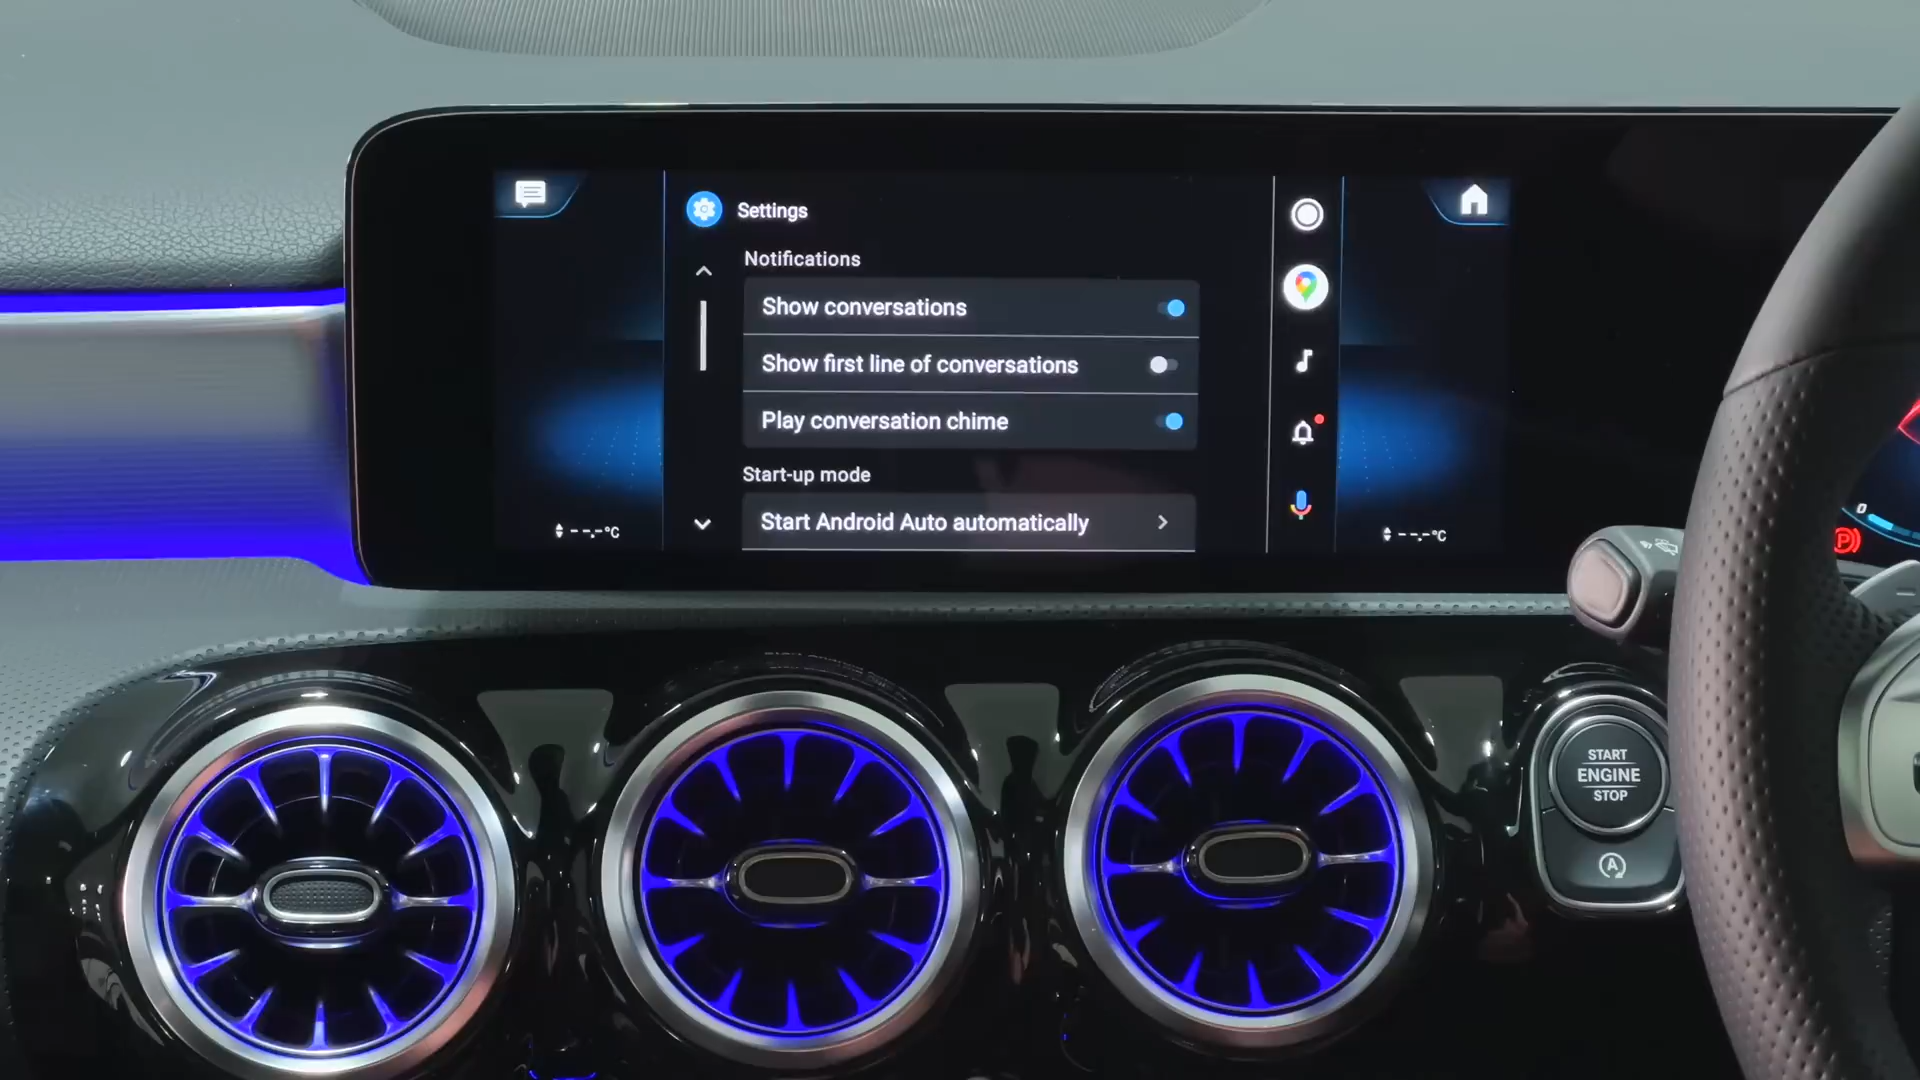 Settings
Notifications
Show conversations
Show first line of conversations
Play conversation chime
Start-up mode
Start Android Auto automatically
--.-°C
--.-°C
0
P
START
ENGINE
STOP
A